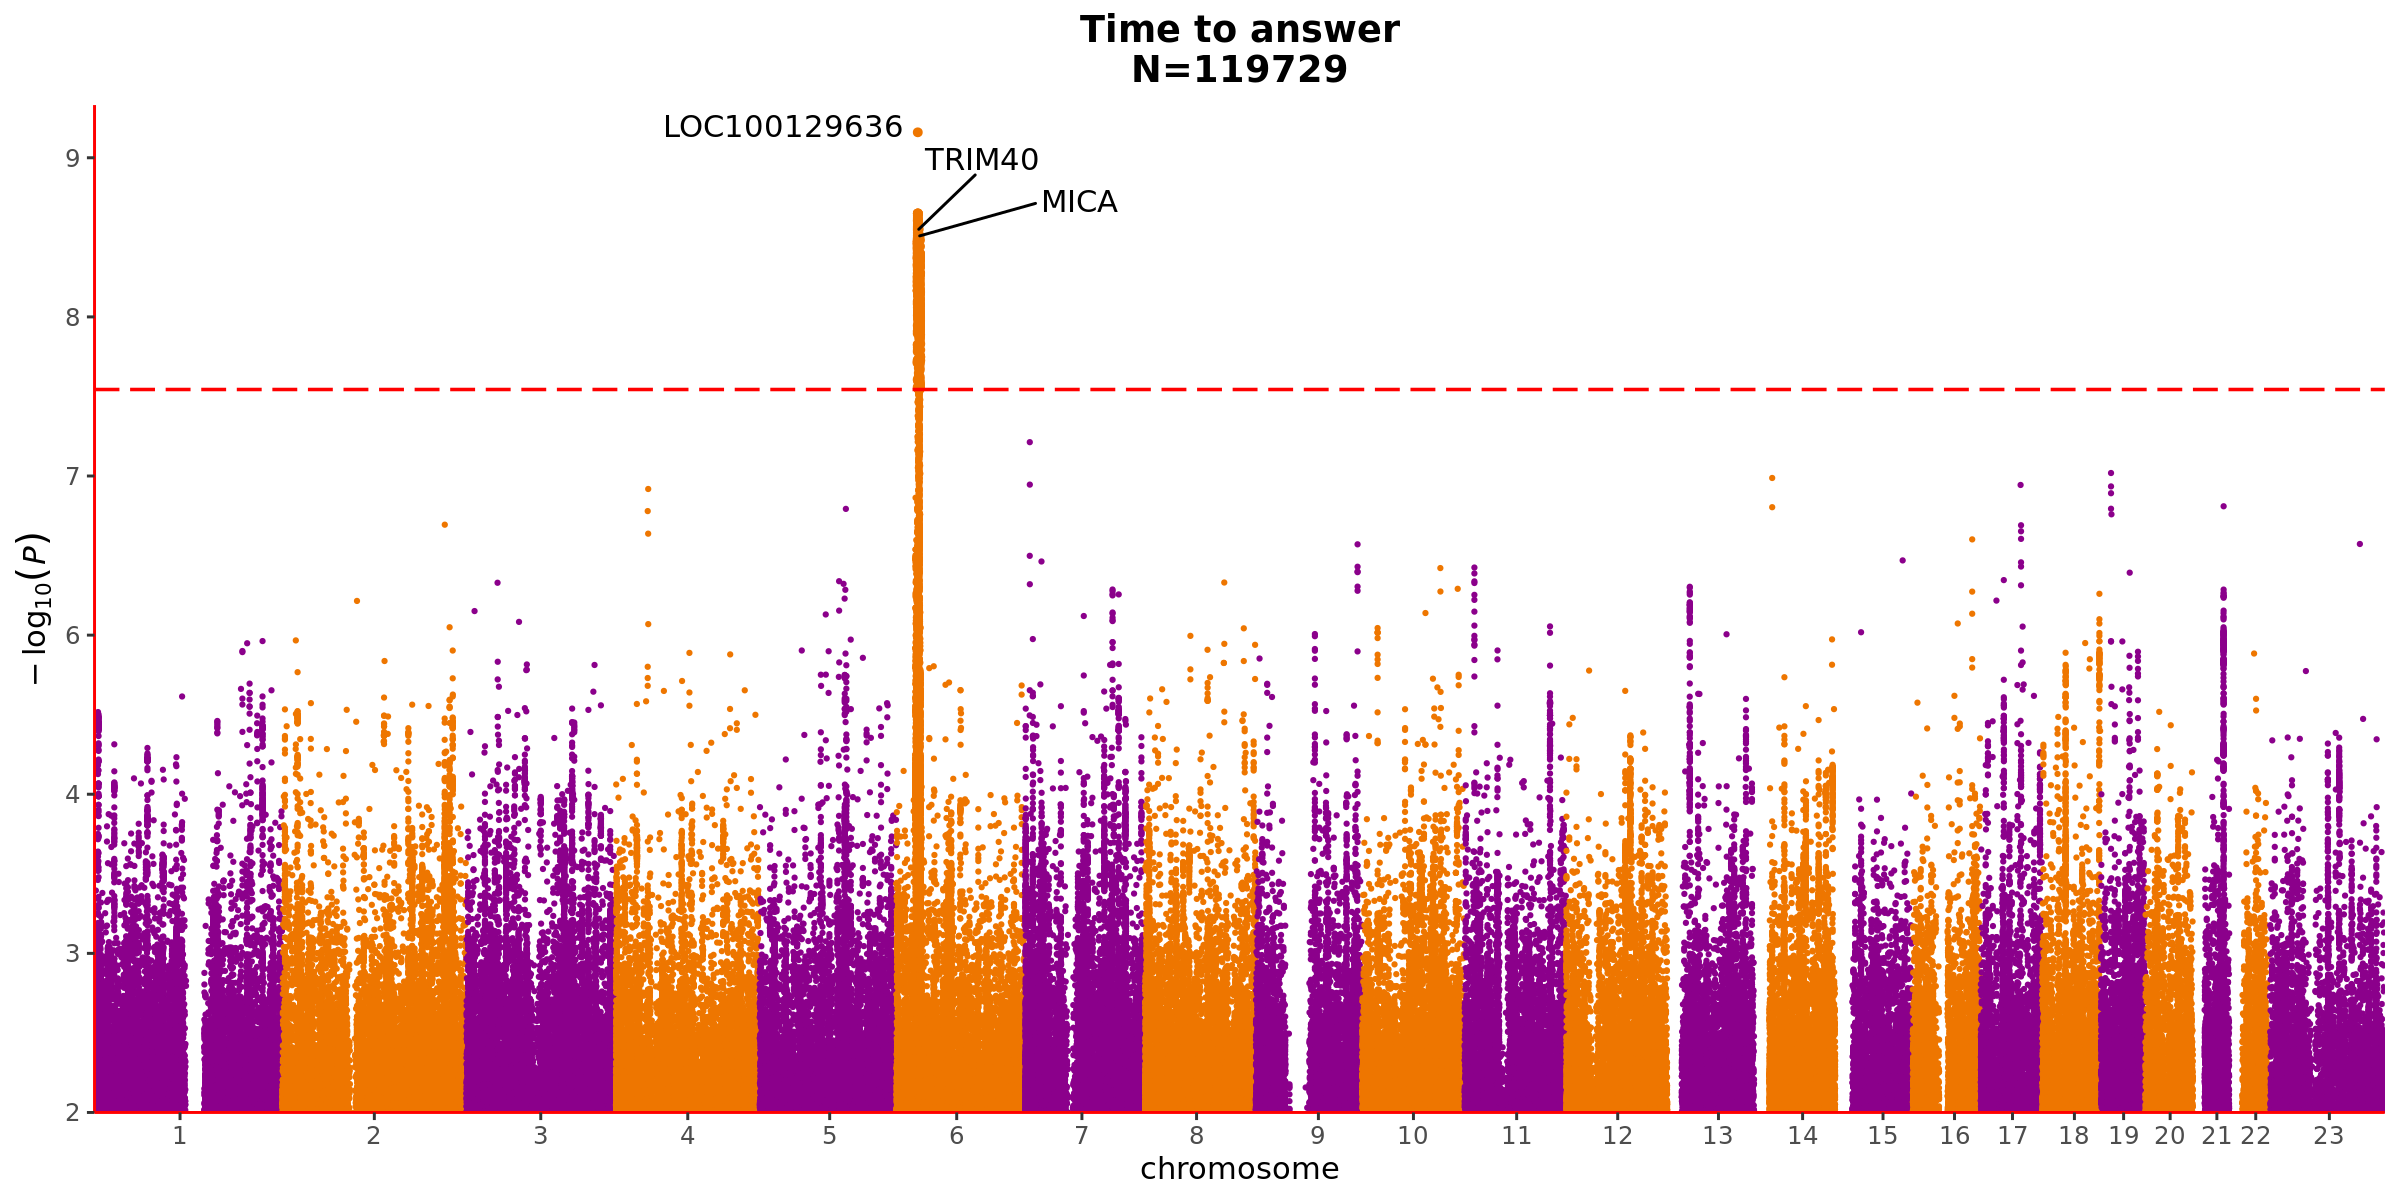 Time to answer
N=119729
LOC100129636
TRIM40
MICA
9
8
7
6
4
3
2
−log10(P)
1 2 3 4 5 6 7 8 9 10 11 12 13 14 15 16 17 18 19 20 21 22 23
chromosome